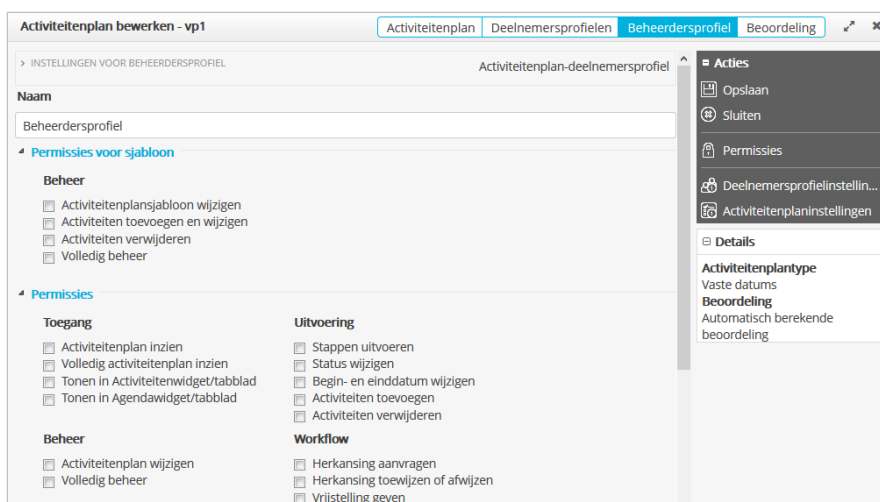 Activiteitenplan bewerken - vp1
Activiteitenplan Deelnemersprofielen Beheerdersprofiel Beoordeling
INSTELLINGEN VOOR BEHEERDERSPROFIEL
Activiteitenplan-deelnemersprofiel
Naam
Beheerdersprofiel
Permissies voor sjabloon
Beheer
Activiteitenplansjabloon wijzigen
Activiteiten toevoegen en wijzigen
Activiteiten verwijderen
Volledig beheer
Permissies
Toegang
Activiteitenplan inzien
Volledig activiteitenplan inzien
Tonen in Activiteitenwidget/tabblad
Tonen in Agendawidget/tabblad
Uitvoering
Stappen uitvoeren
Status wijzigen
Begin- en einddatum wijzigen
Activiteiten toevoegen
Activiteiten verwijderen
Beheer
Activiteitenplan wijzigen
Volledig beheer
Workflow
Herkansing aanvragen
Herkansing toewijzen of afwijzen
Vrijstelling geven
Acties
Opslaan
Sluiten
Permissies
Deelnemersprofielinstellin...
Activiteitenplaninstellingen
Details
Activiteitenplantype
Vaste datums
Beoordeling
Automatisch berekende
beoordeling